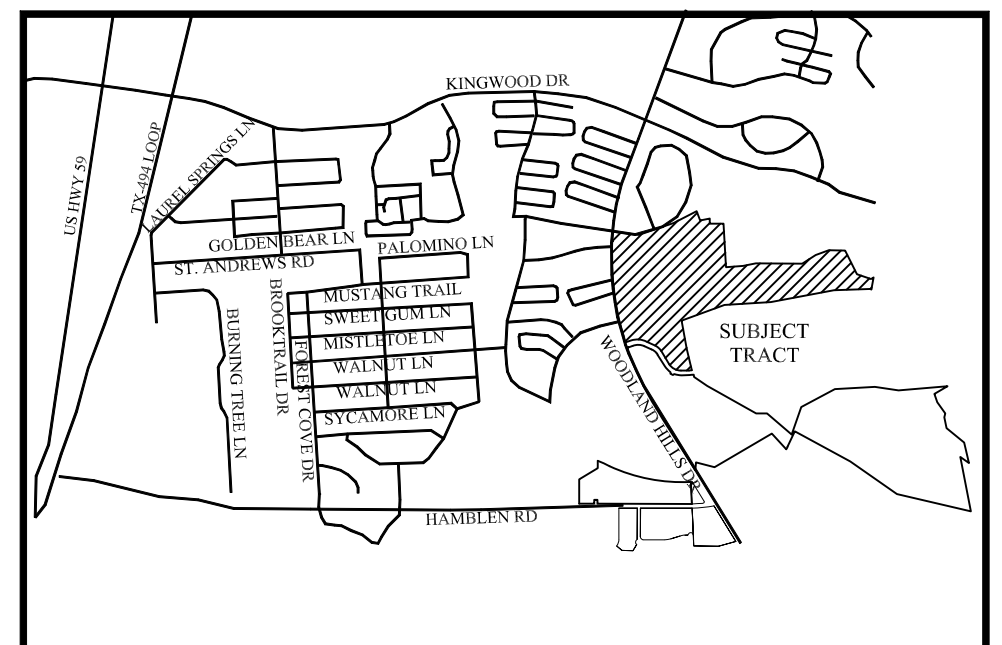 KINGWOOD DR
US HWY 59
TX-494 LOOP
LAUREL SPRINGS LN
GOLDEN BEAR LN
PALOMINO LN
ST. ANDREWS RD
MUSTANG TRAIL
SWEET GUM LN
MISTLETOE LN
WALNUT LN
WALNUT LN
SYCAMORE LN
BURNING TREE LN
BROOKTRAIL DR
FOREST COVE DR
WOODLAND HILLS DR
SUBJECT
TRACT
HAMBLEN RD